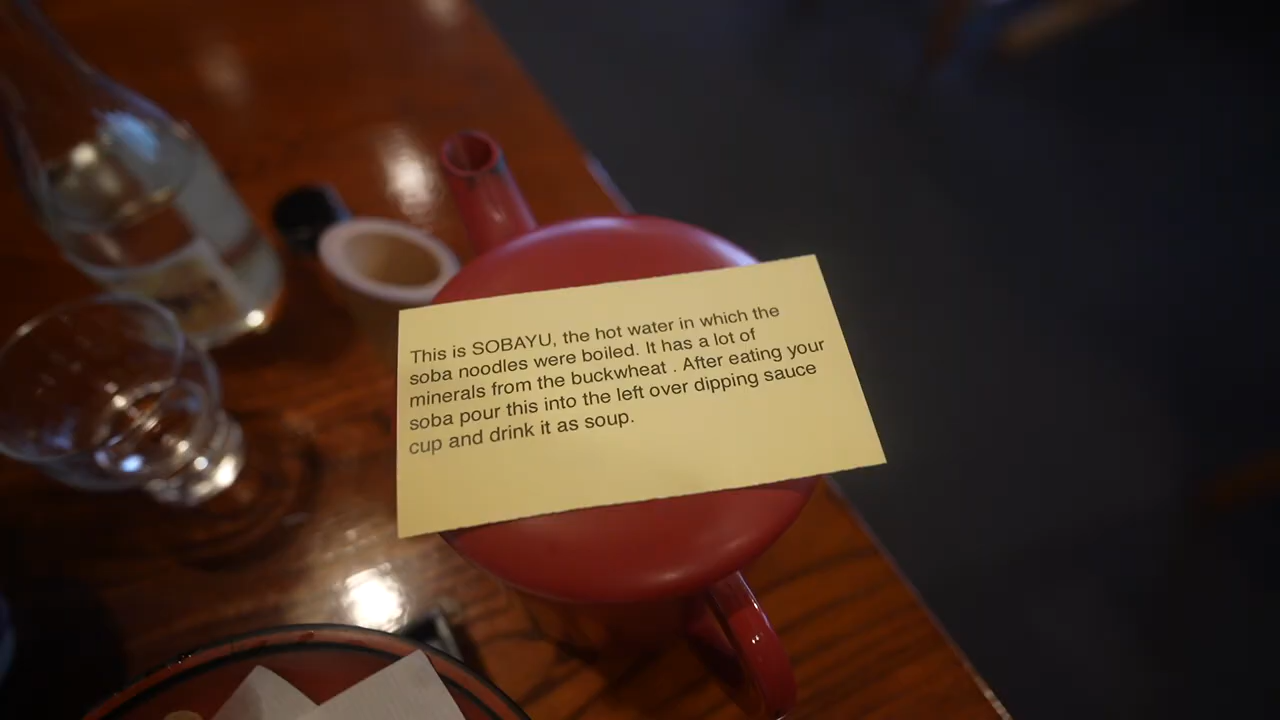 This is SOBAYU, the hot water in which the
soba noodles were boiled. It has a lot of
minerals from the buckwheat . After eating your
soba pour this into the left over dipping sauce
cup and drink it as soup.